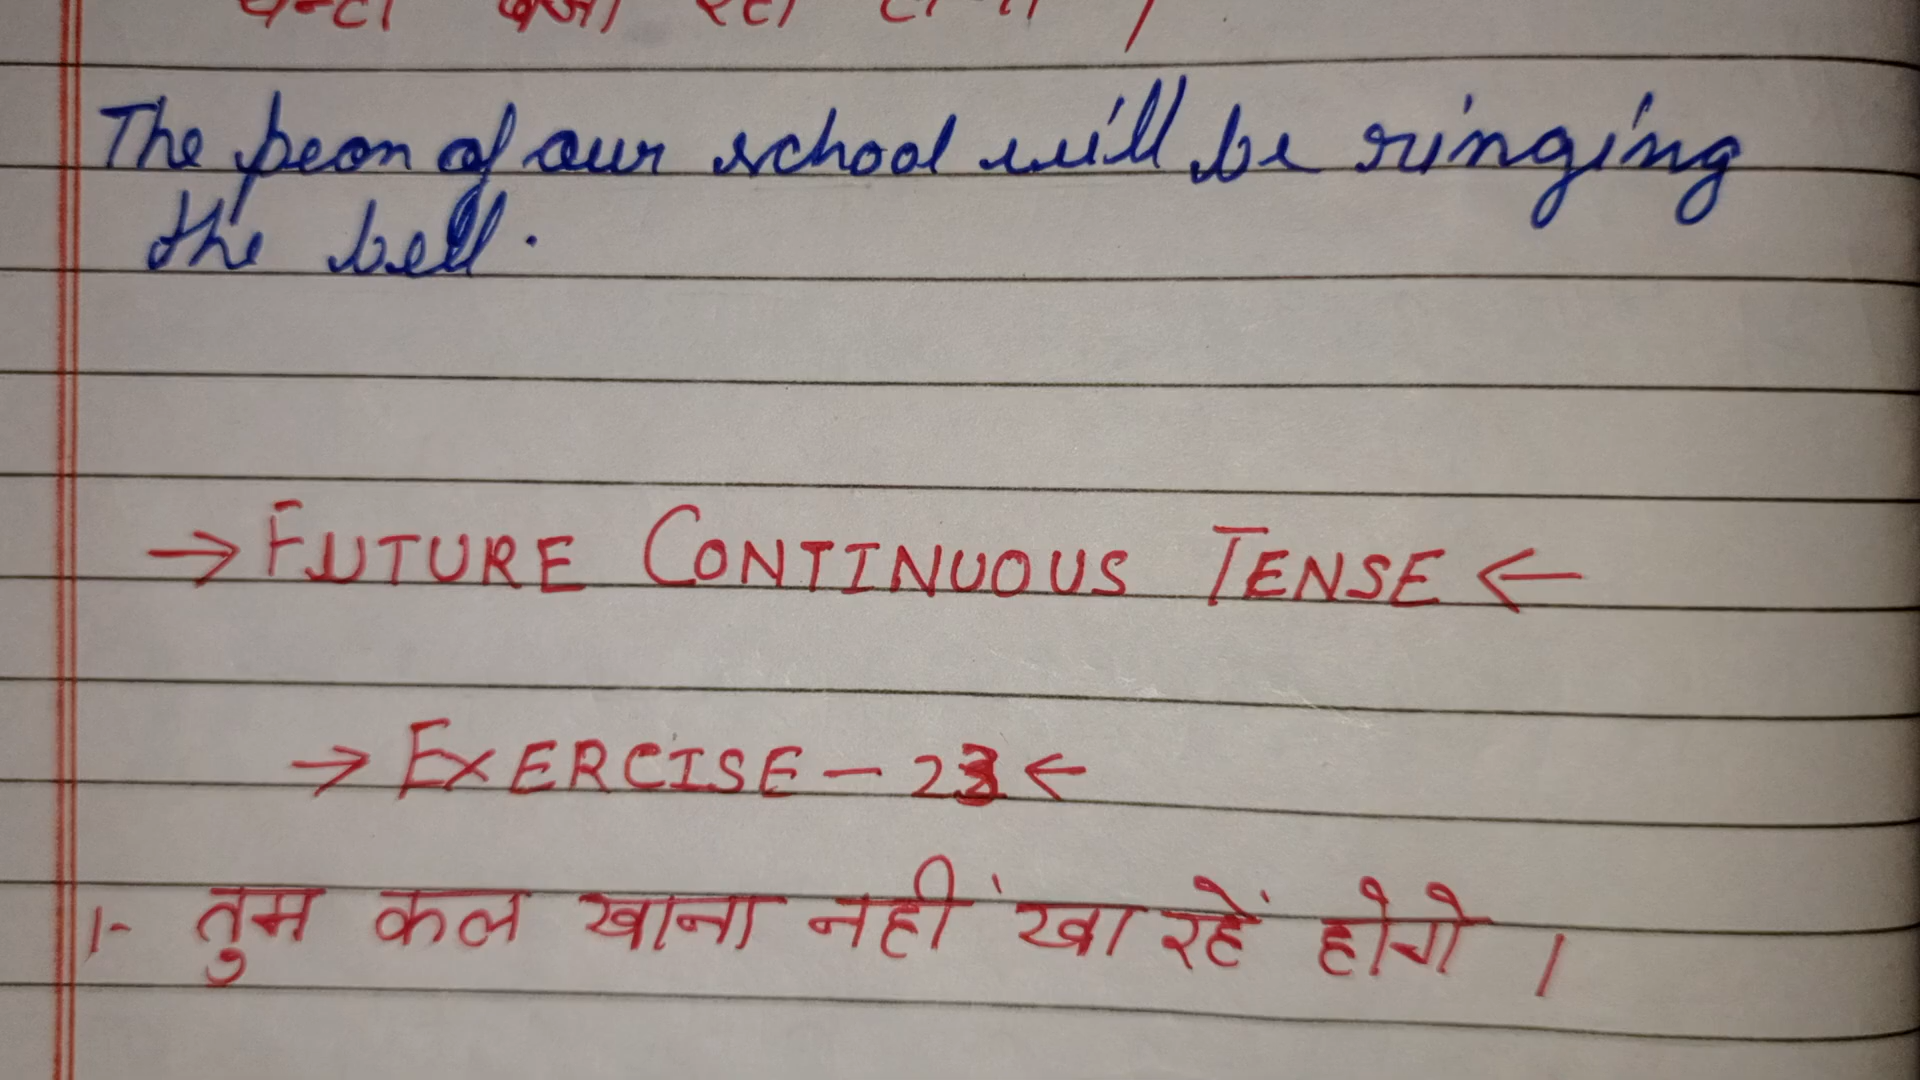 The peon of our school will be ringing
the bell.
→ FUTURE CONTINUOUS TENSE ←
→ EXERCISE - 23 ←
1- तुम कल खाना नहीं खा रहें होगे ।